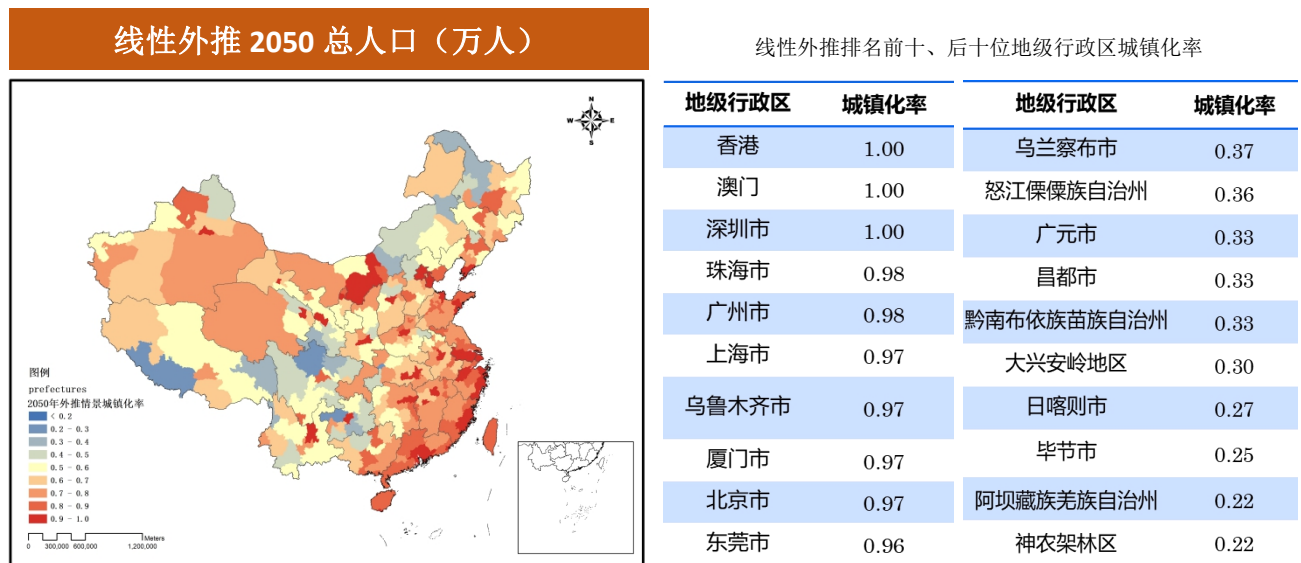 线性外推 2050 总人口（万人）
N
W
E
S
图例
prefectures
2050年外推情景城镇化率
< 0.2
0.2 - 0.3
0.3 - 0.4
0.4 - 0.5
0.5 - 0.6
0.6 - 0.7
0.7 - 0.8
0.8 - 0.9
0.9 - 1.0
Meters
0 300,000 600,000 1,200,000
线性外推排名前十、后十位地级行政区城镇化率
地级行政区 城镇化率
香港 1.00
澳门 1.00
深圳市 1.00
珠海市 0.98
广州市 0.98
上海市 0.97
乌鲁木齐市 0.97
厦门市 0.97
北京市 0.97
东莞市 0.96
地级行政区 城镇化率
乌兰察布市 0.37
怒江傈僳族自治州 0.36
广元市 0.33
昌都市 0.33
黔南布依族苗族自治州 0.33
大兴安岭地区 0.30
日喀则市 0.27
毕节市 0.25
阿坝藏族羌族自治州 0.22
神农架林区 0.22